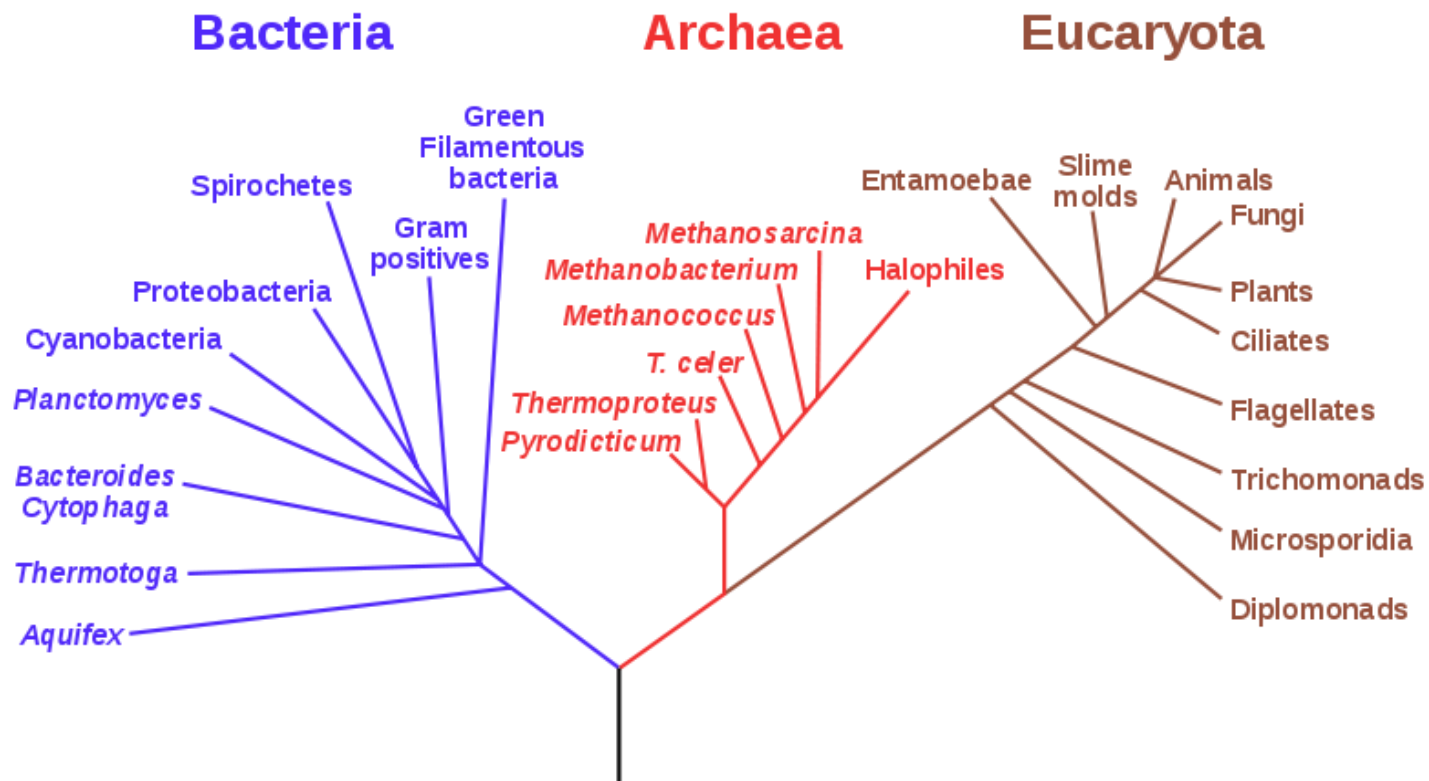 Bacteria
Archaea
Eucaryota
Green
Filamentous
bacteria
Spirochetes
Gram
positives
Proteobacteria
Cyanobacteria
Planctomyces
Bacteroides
Cytophaga
Thermotoga
Aquifex
Methanosarcina
Methanobacterium
Halophiles
Methanococcus
T. celer
Thermoproteus
Pyrodicticum
Entamoebae
Slime
molds
Animals
Fungi
Plants
Ciliates
Flagellates
Trichomonads
Microsporidia
Diplomonads